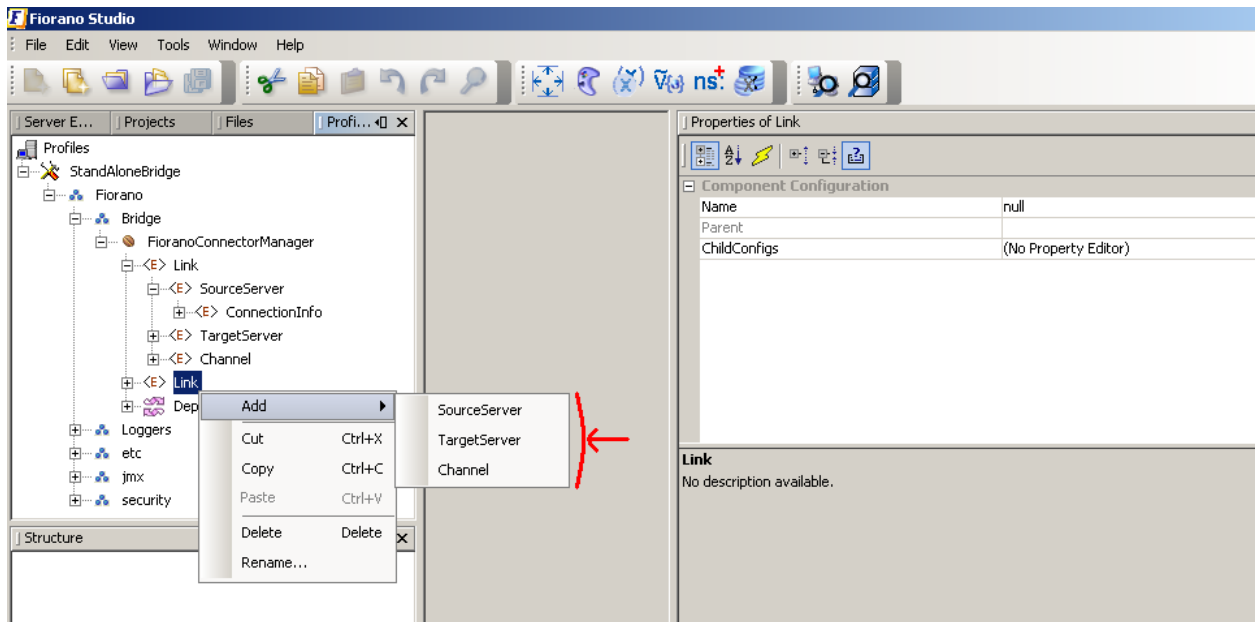 Fiorano Studio
File Edit View Tools Window Help
ns:
Server E... Projects Files Profi...
Profiles
StandAloneBridge
Fiorano
Bridge
FioranoConnectorManager
<E> Link
<E> SourceServer
<E> ConnectionInfo
<E> TargetServer
<E> Channel
<E> Link
Dep
Loggers
etc
jmx
security
Add
Cut Ctrl+X
Copy Ctrl+C
Paste Ctrl+V
Delete Delete
Rename...
SourceServer
TargetServer
Channel
Structure
Properties of Link
Component Configuration
Name null
Parent
ChildConfigs (No Property Editor)
Link
No description available.